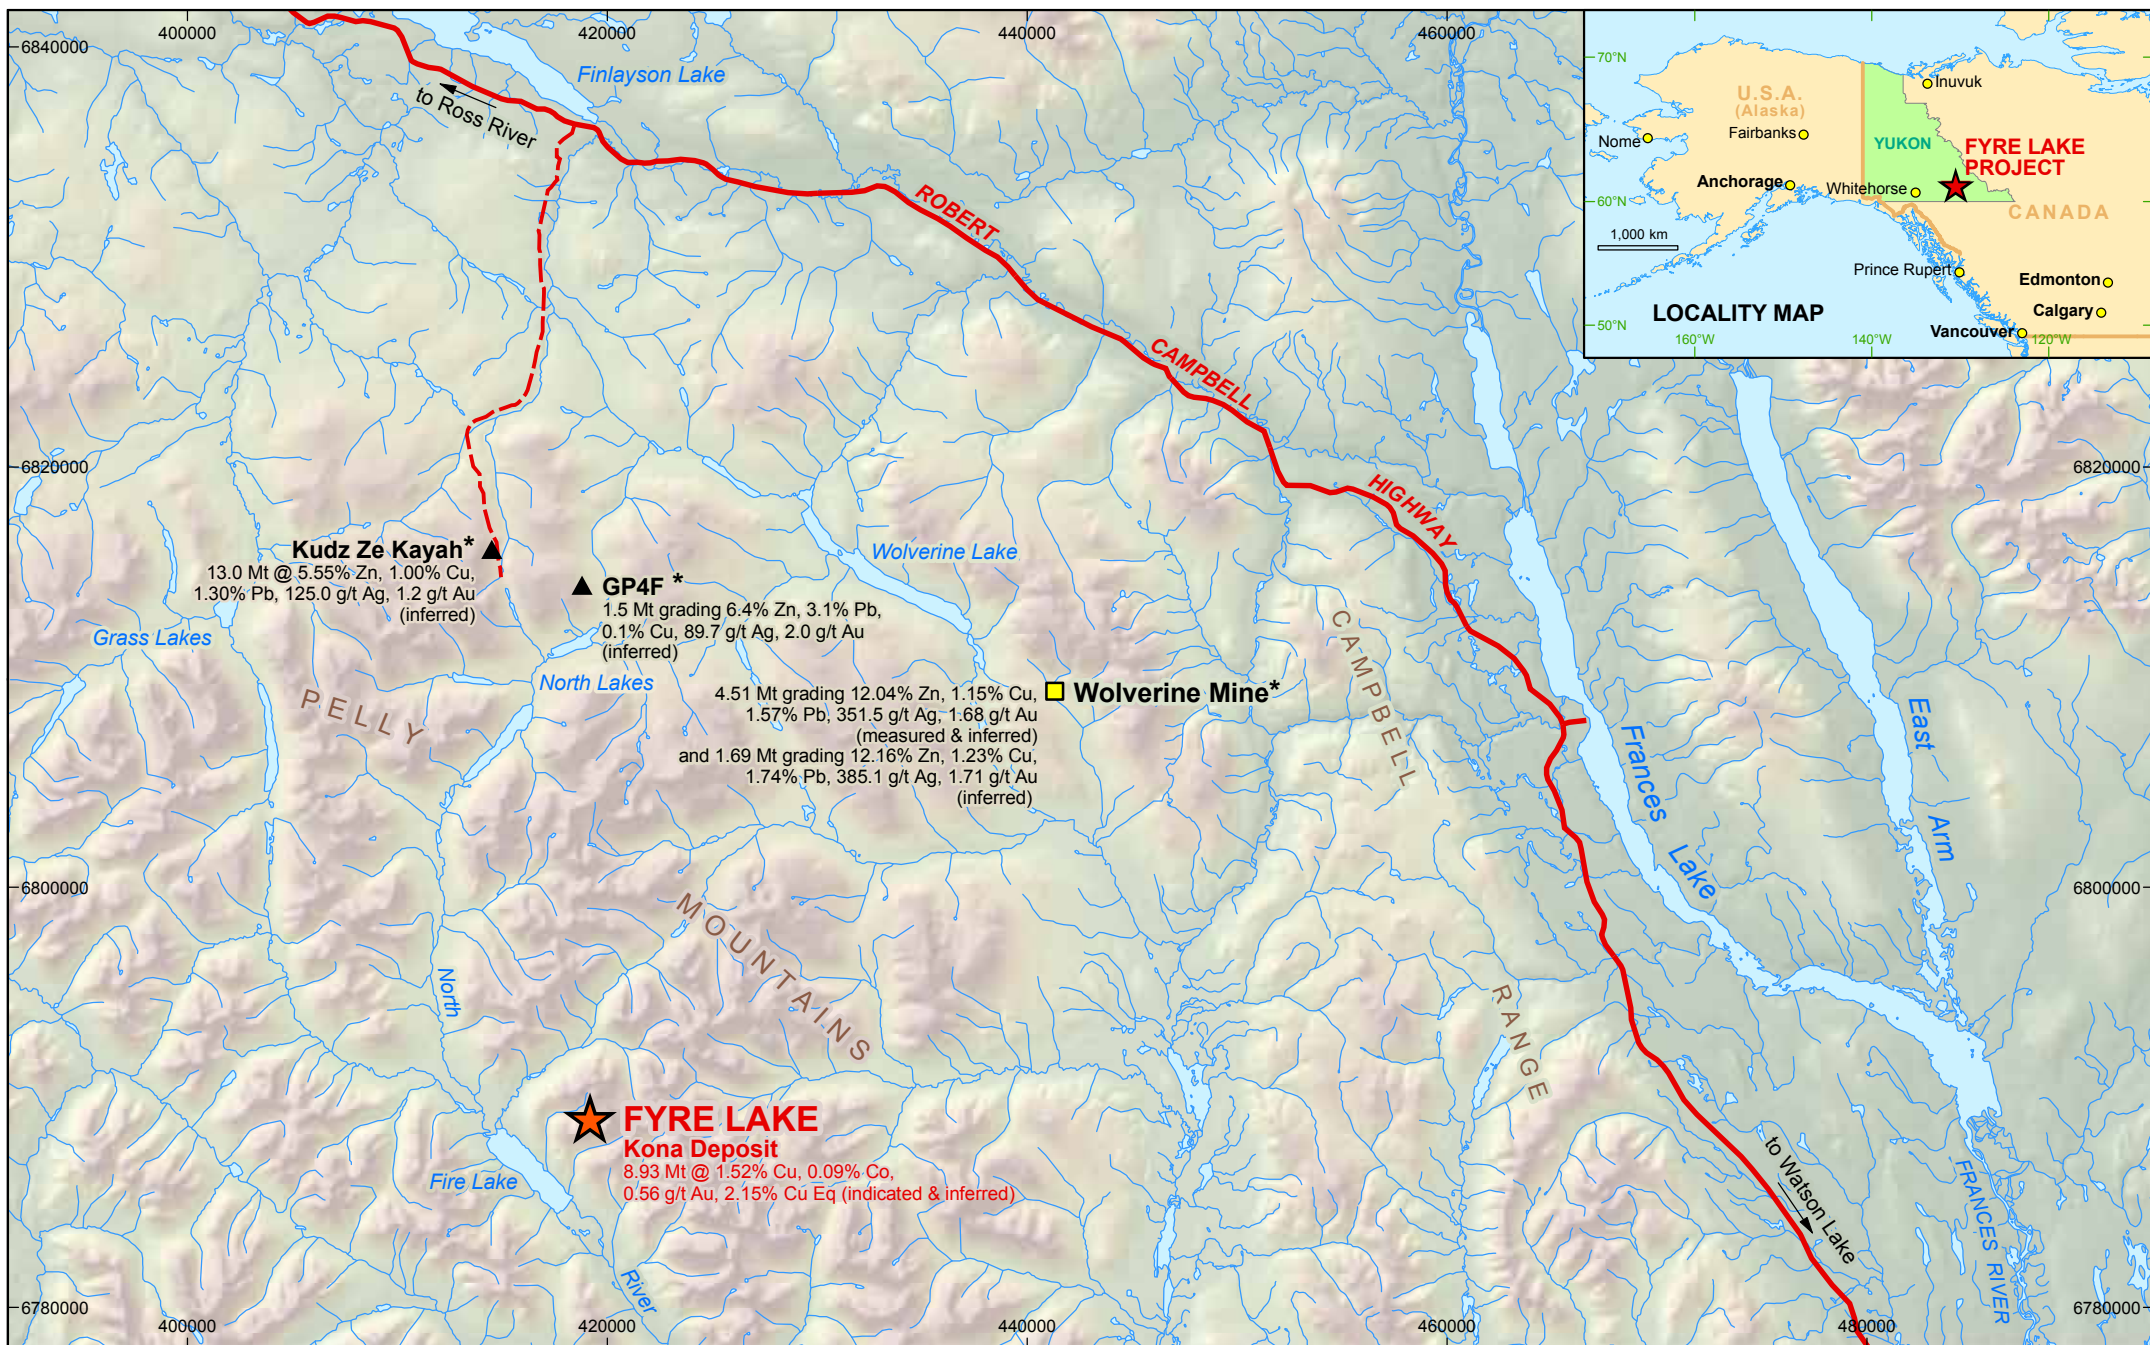 400000
420000
440000
460000
6840000
Finlayson Lake
to Ross River
ROBERT
CAMPBELL
HIGHWAY
70°N
60°N
50°N
160°W
140°W
120°W
U.S.A.
(Alaska)
Inuvuk
Nome
Fairbanks
YUKON
FYRE LAKE
PROJECT
Anchorage
Whitehorse
CANADA
1,000 km
Prince Rupert
Edmonton
Calgary
Vancouver
LOCALITY MAP
6820000
6820000
Kudz Ze Kayah*
13.0 Mt @ 5.55% Zn, 1.00% Cu,
1.30% Pb, 125.0 g/t Ag, 1.2 g/t Au
(inferred)
GP4F *
1.5 Mt grading 6.4% Zn, 3.1% Pb,
0.1% Cu, 89.7 g/t Ag, 2.0 g/t Au
(inferred)
Wolverine Lake
Grass Lakes
North Lakes
PELLY
MOUNTAINS
4.51 Mt grading 12.04% Zn, 1.15% Cu,
1.57% Pb, 351.5 g/t Ag, 1.68 g/t Au
(measured & inferred)
and 1.69 Mt grading 12.16% Zn, 1.23% Cu,
1.74% Pb, 385.1 g/t Ag, 1.71 g/t Au
(inferred)
Wolverine Mine*
CAMPBELL
RANGE
Frances
Lake
East
Arm
6800000
6800000
North
River
FYRE LAKE
Kona Deposit
8.93 Mt @ 1.52% Cu, 0.09% Co,
0.56 g/t Au, 2.15% Cu Eq (indicated & inferred)
Fire Lake
to Watson Lake
FRANCES RIVER
6780000
6780000
400000
420000
440000
460000
480000